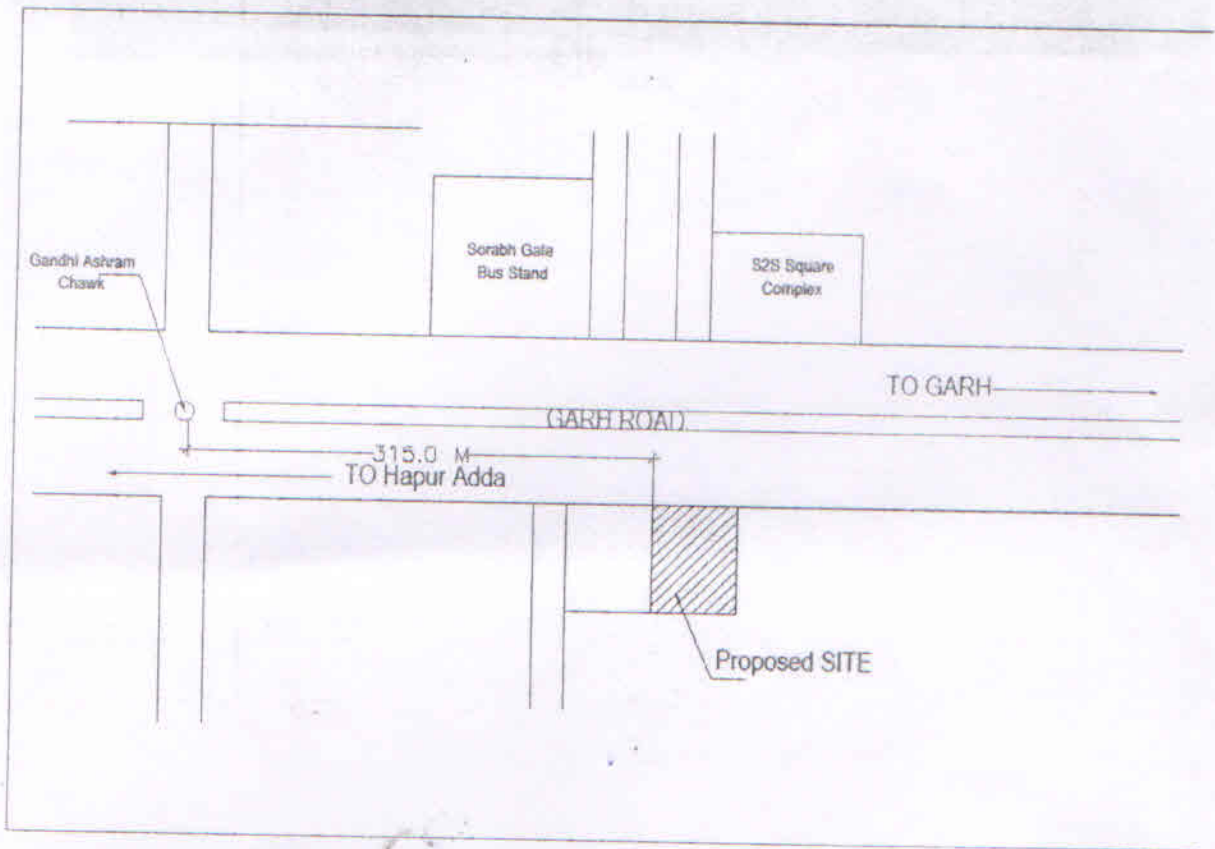 Gandhi Ashram
Chawk
Sorabh Gate
Bus Stand
S2S Square
Complex
TO GARH
GARH ROAD
315.0 M
TO Hapur Adda
Proposed SITE